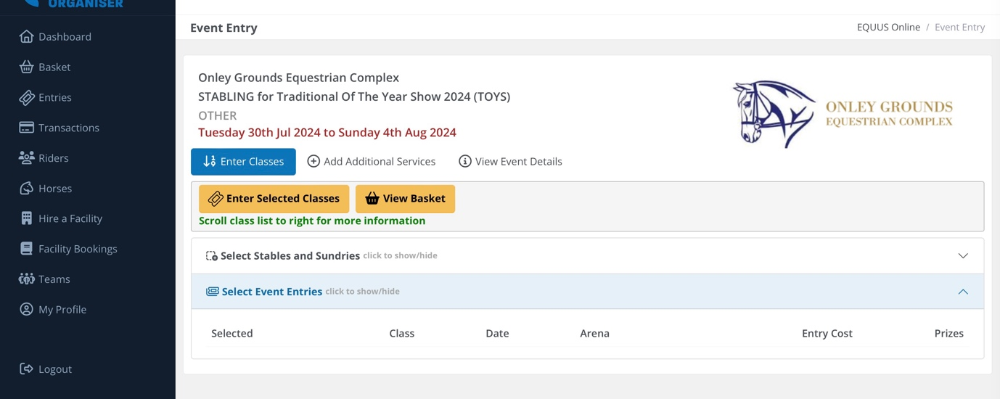 ORGANISER
Dashboard
Basket
Entries
Transactions
Riders
Horses
Hire a Facility
Facility Bookings
Teams
My Profile
Logout
Event Entry
EQUUS Online / Event Entry
Onley Grounds Equestrian Complex
STABLING for Traditional Of The Year Show 2024 (TOYS)
OTHER
Tuesday 30th Jul 2024 to Sunday 4th Aug 2024
ONLEY GROUNDS
EQUESTRIAN COMPLEX
Enter Classes Add Additional Services View Event Details
Enter Selected Classes View Basket
Scroll class list to right for more information
Select Stables and Sundries click to show/hide
Select Event Entries click to show/hide
Selected Class Date Arena Entry Cost Prizes